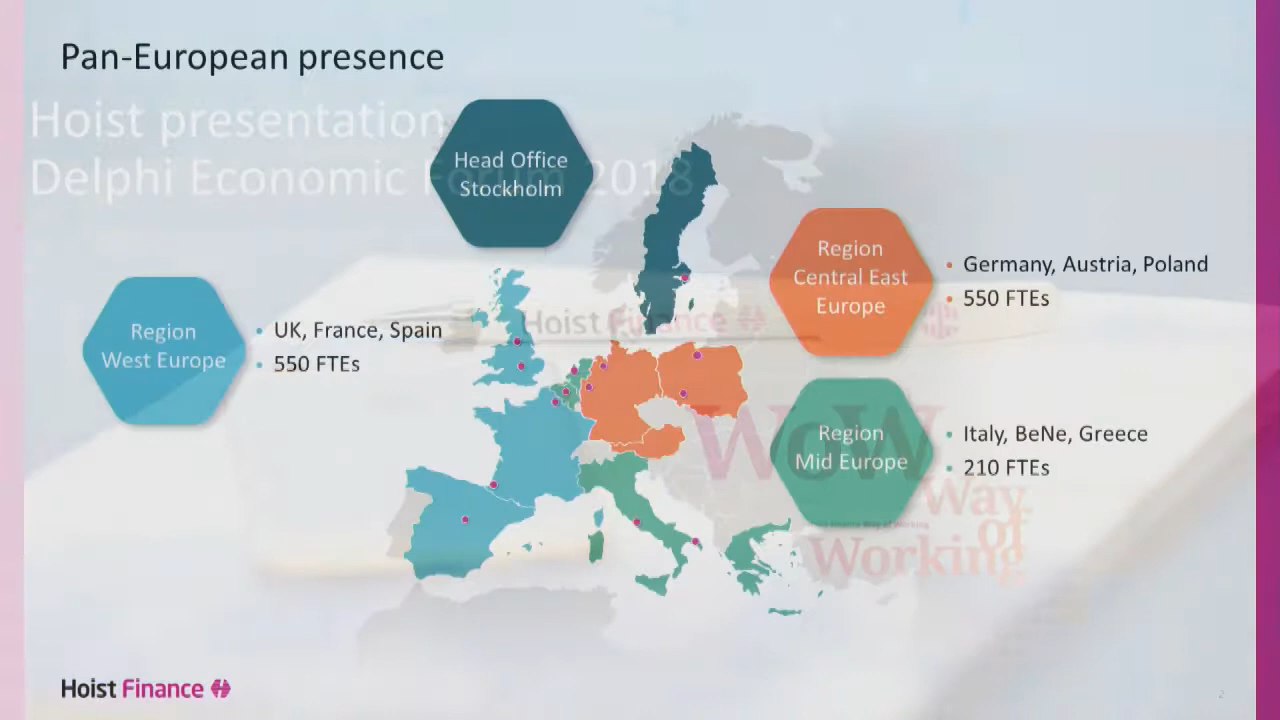 Pan-European presence
Hoist presentation
Delphi Economic Forum 2018
Head Office
Stockholm
Region
Central East
Europe
Germany, Austria, Poland
550 FTEs
Region
West Europe
UK, France, Spain
550 FTEs
Hoist Finance
WoW
Way
of
Working
Region
Mid Europe
Italy, BeNe, Greece
210 FTEs
Hoist Finance
2